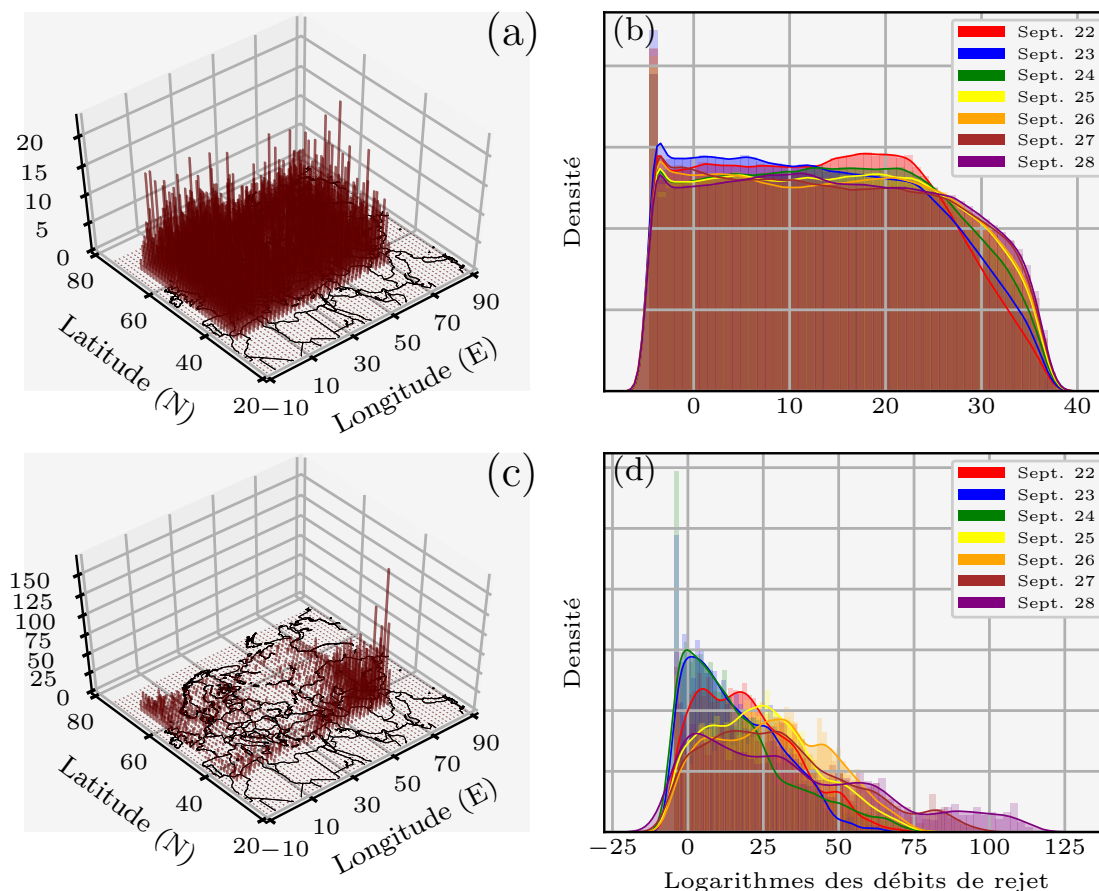 (a)
20
15
10
5
0
80
60
40
20
−10
10
30
50
70
90
Latitude (N)
Longitude (E)
(b)
Densité
Sept. 22
Sept. 23
Sept. 24
Sept. 25
Sept. 26
Sept. 27
Sept. 28
0
10
20
30
40
(c)
150
125
100
75
50
25
0
80
60
40
20
−10
10
30
50
70
90
Latitude (N)
Longitude (E)
(d)
Densité
Sept. 22
Sept. 23
Sept. 24
Sept. 25
Sept. 26
Sept. 27
Sept. 28
−25
0
25
50
75
100
125
Logarithmes des débits de rejet